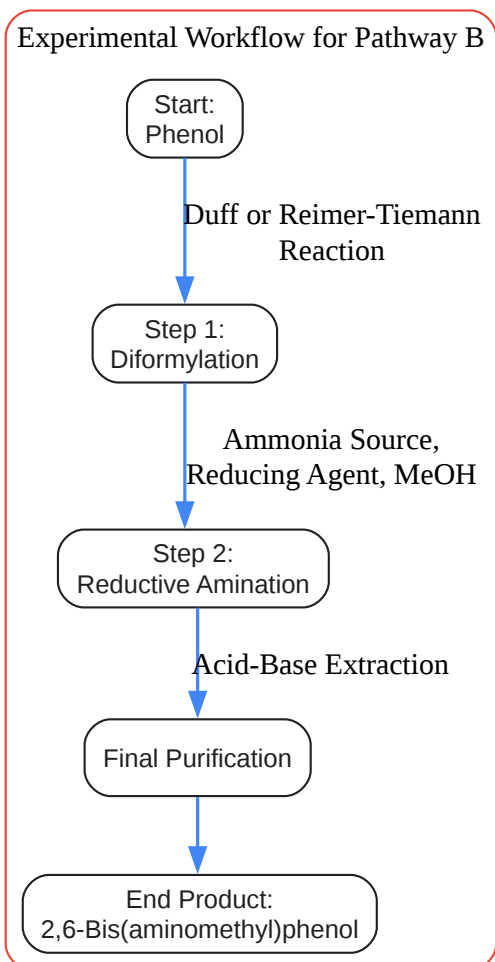 Experimental Workflow for Pathway B
Start:
Phenol
Duff or Reimer-Tiemann
Reaction
Step 1:
Diformylation
Ammonia Source,
Reducing Agent, MeOH
Step 2:
Reductive Amination
Acid-Base Extraction
Final Purification
End Product:
2,6-Bis(aminomethyl)phenol